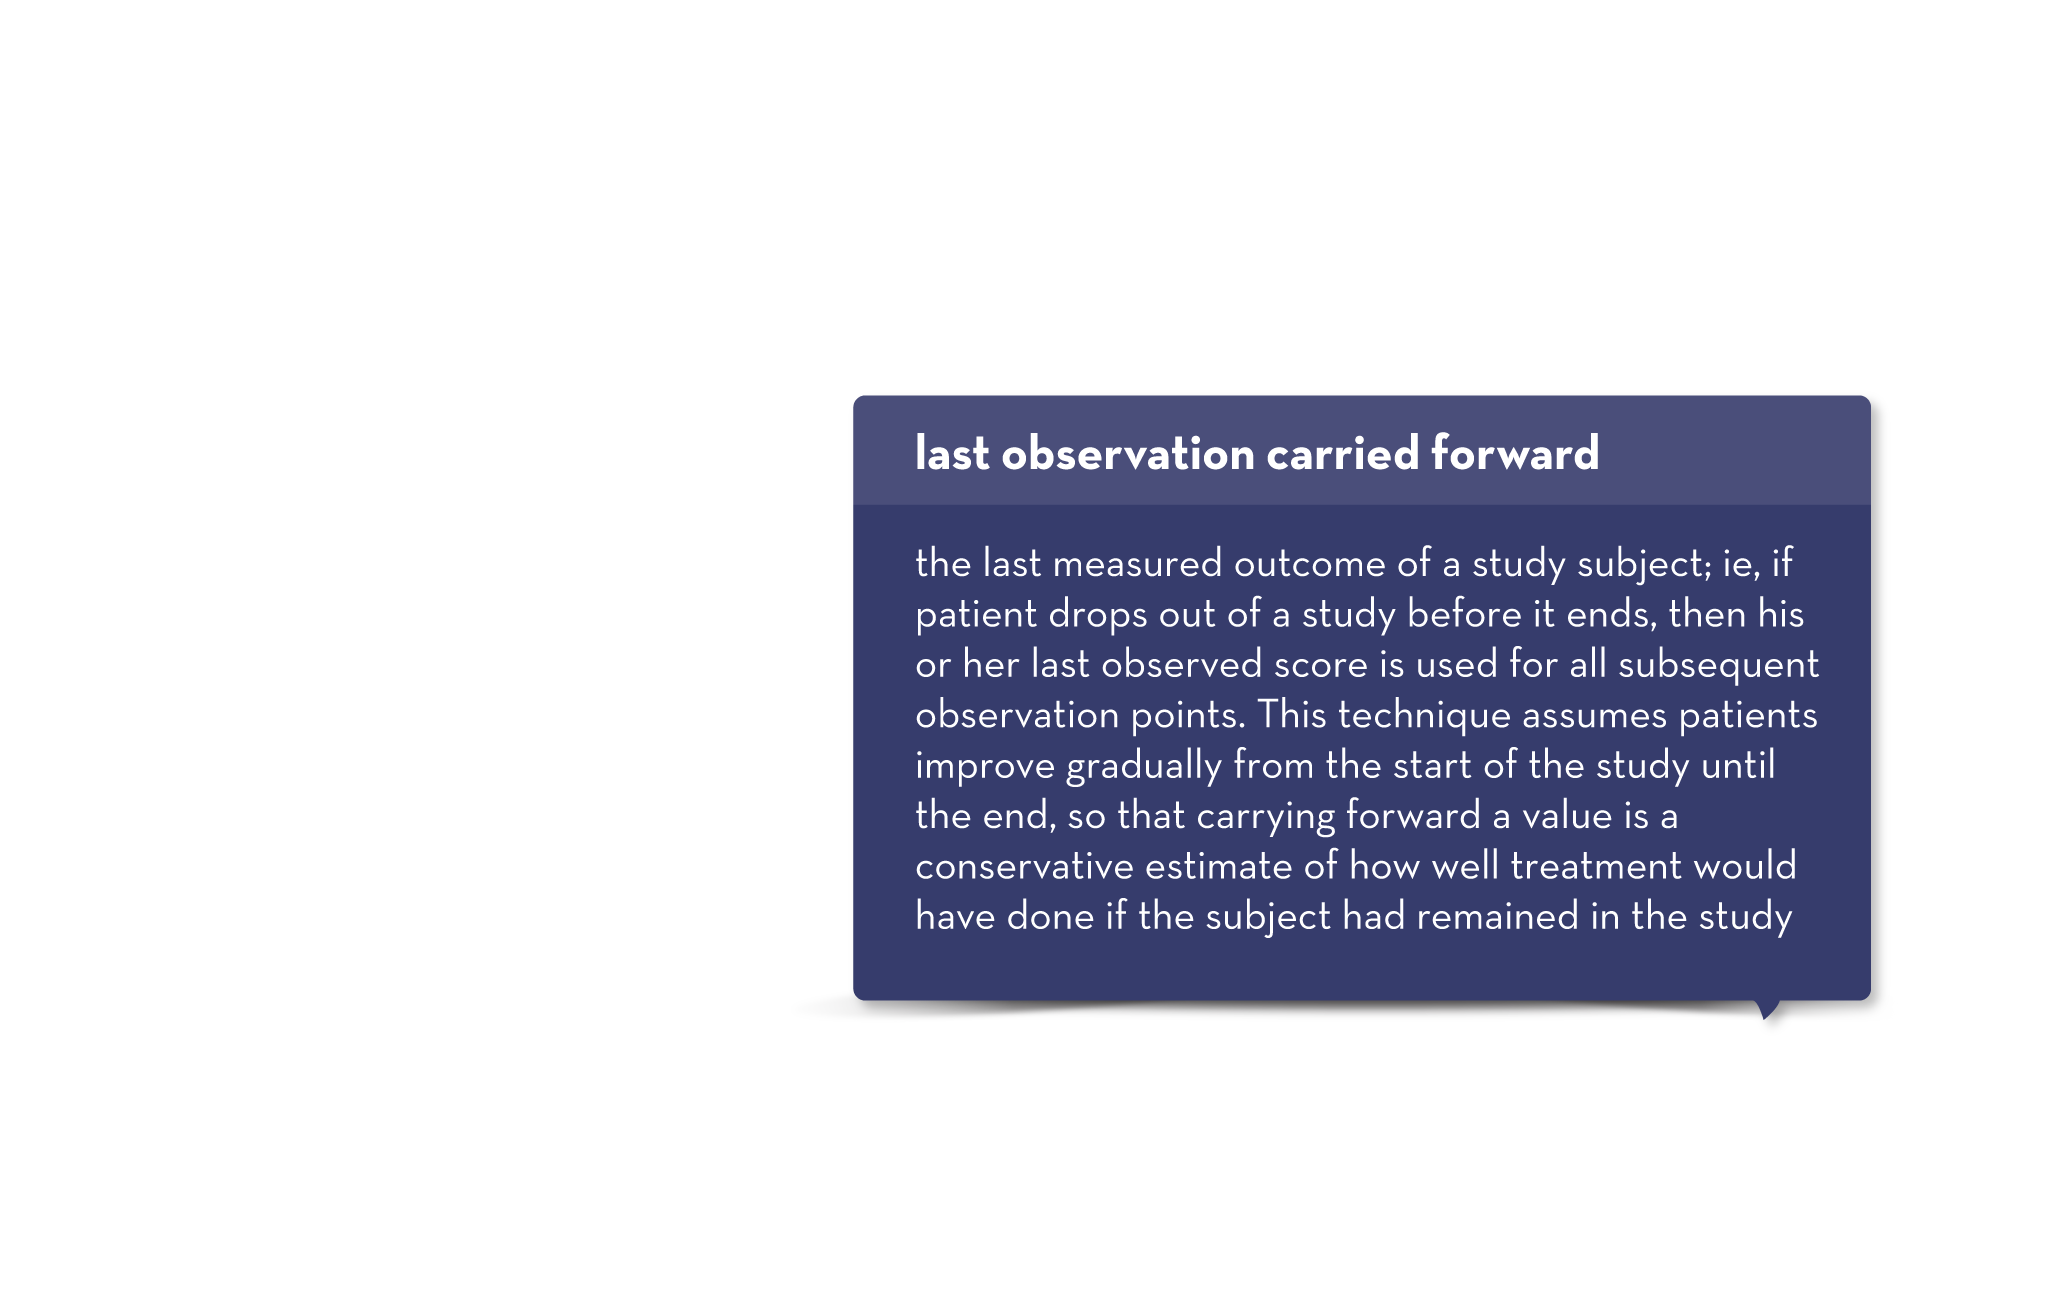 last observation carried forward
the last measured outcome of a study subject; ie, if
patient drops out of a study before it ends, then his
or her last observed score is used for all subsequent
observation points. This technique assumes patients
improve gradually from the start of the study until
the end, so that carrying forward a value is a
conservative estimate of how well treatment would
have done if the subject had remained in the study